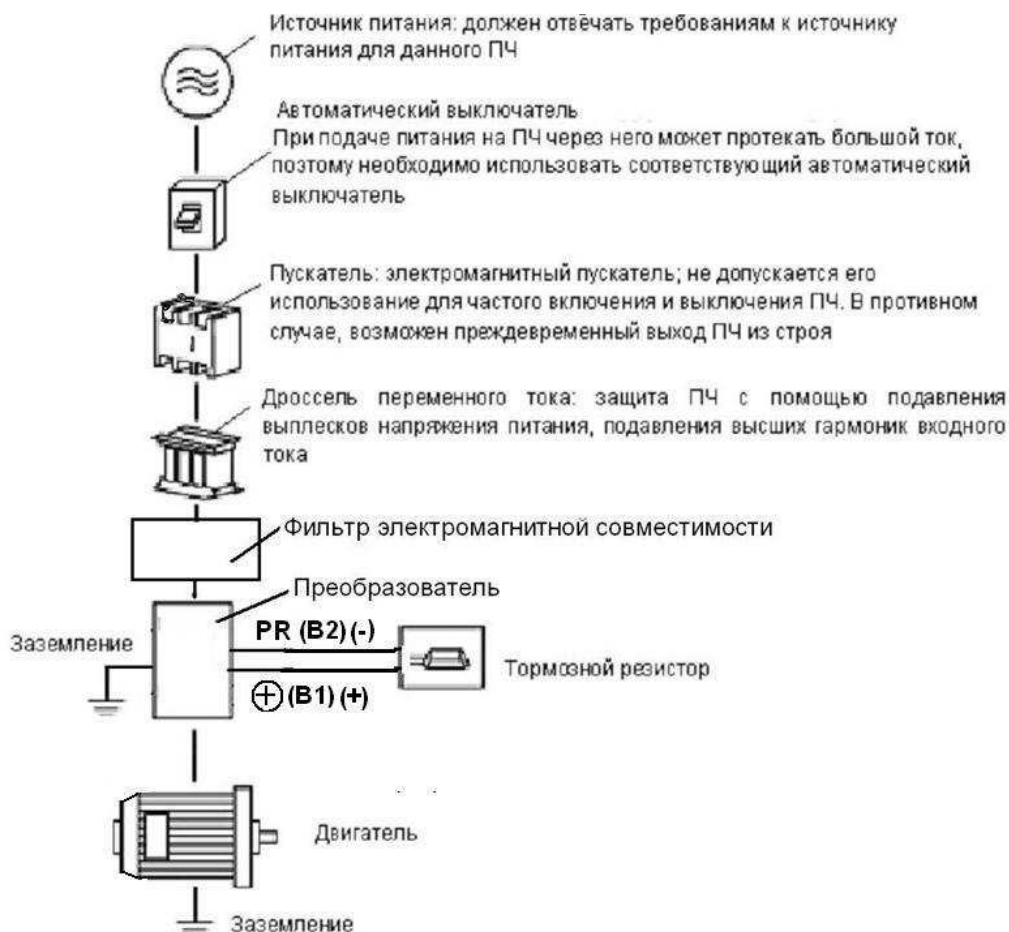 Источник питания: должен отвечать требованиям к источнику
питания для данного ПЧ
Автоматический выключатель
При подаче питания на ПЧ через него может протекать большой ток,
поэтому необходимо использовать соответствующий автоматический
выключатель
Пускатель: электромагнитный пускатель; не допускается его
использование для частого включения и выключения ПЧ. В противном
случае, возможен преждевременный выход ПЧ из строя
Дроссель переменного тока: защита ПЧ с помощью подавления
выплесков напряжения питания, подавления высших гармоник входного
тока
Фильтр электромагнитной совместимости
Преобразователь
Заземление
PR (B2) (-)
(B1) (+)
Тормозной резистор
Двигатель
Заземление